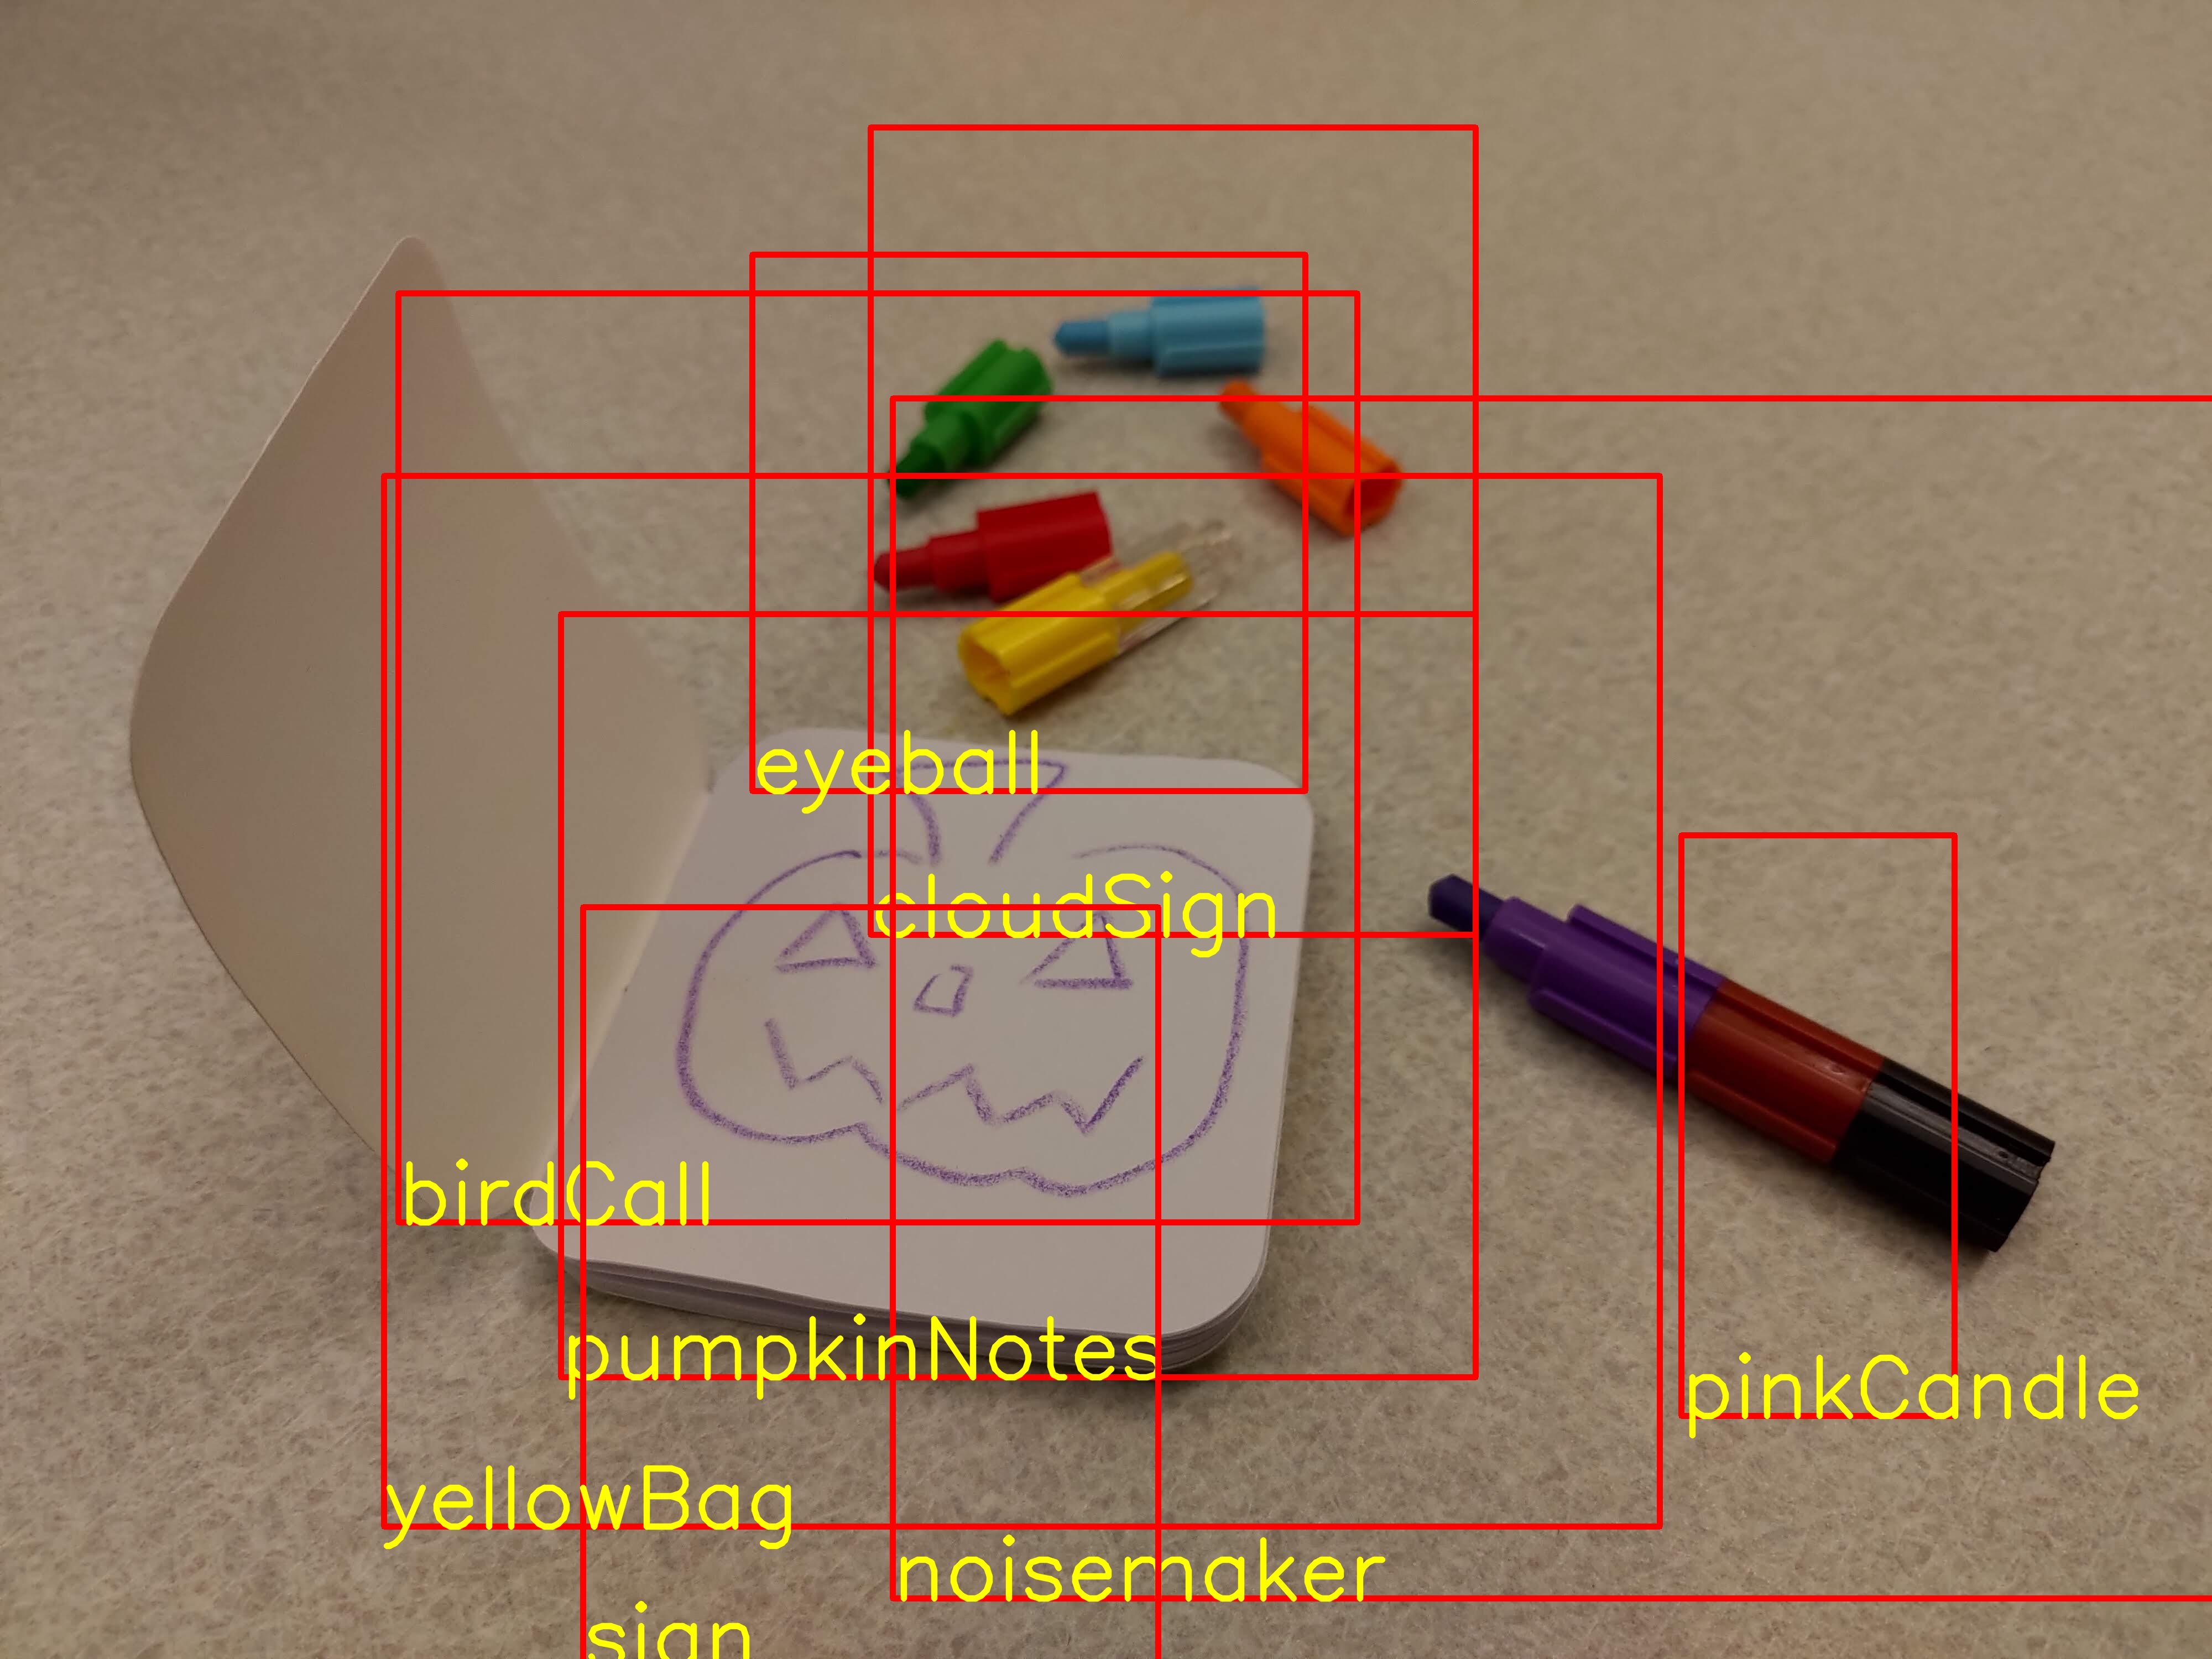 eyeball
cloudSign
birdCall
pumpkinNotes
pinkCandle
yellowBag
noisemaker
sign